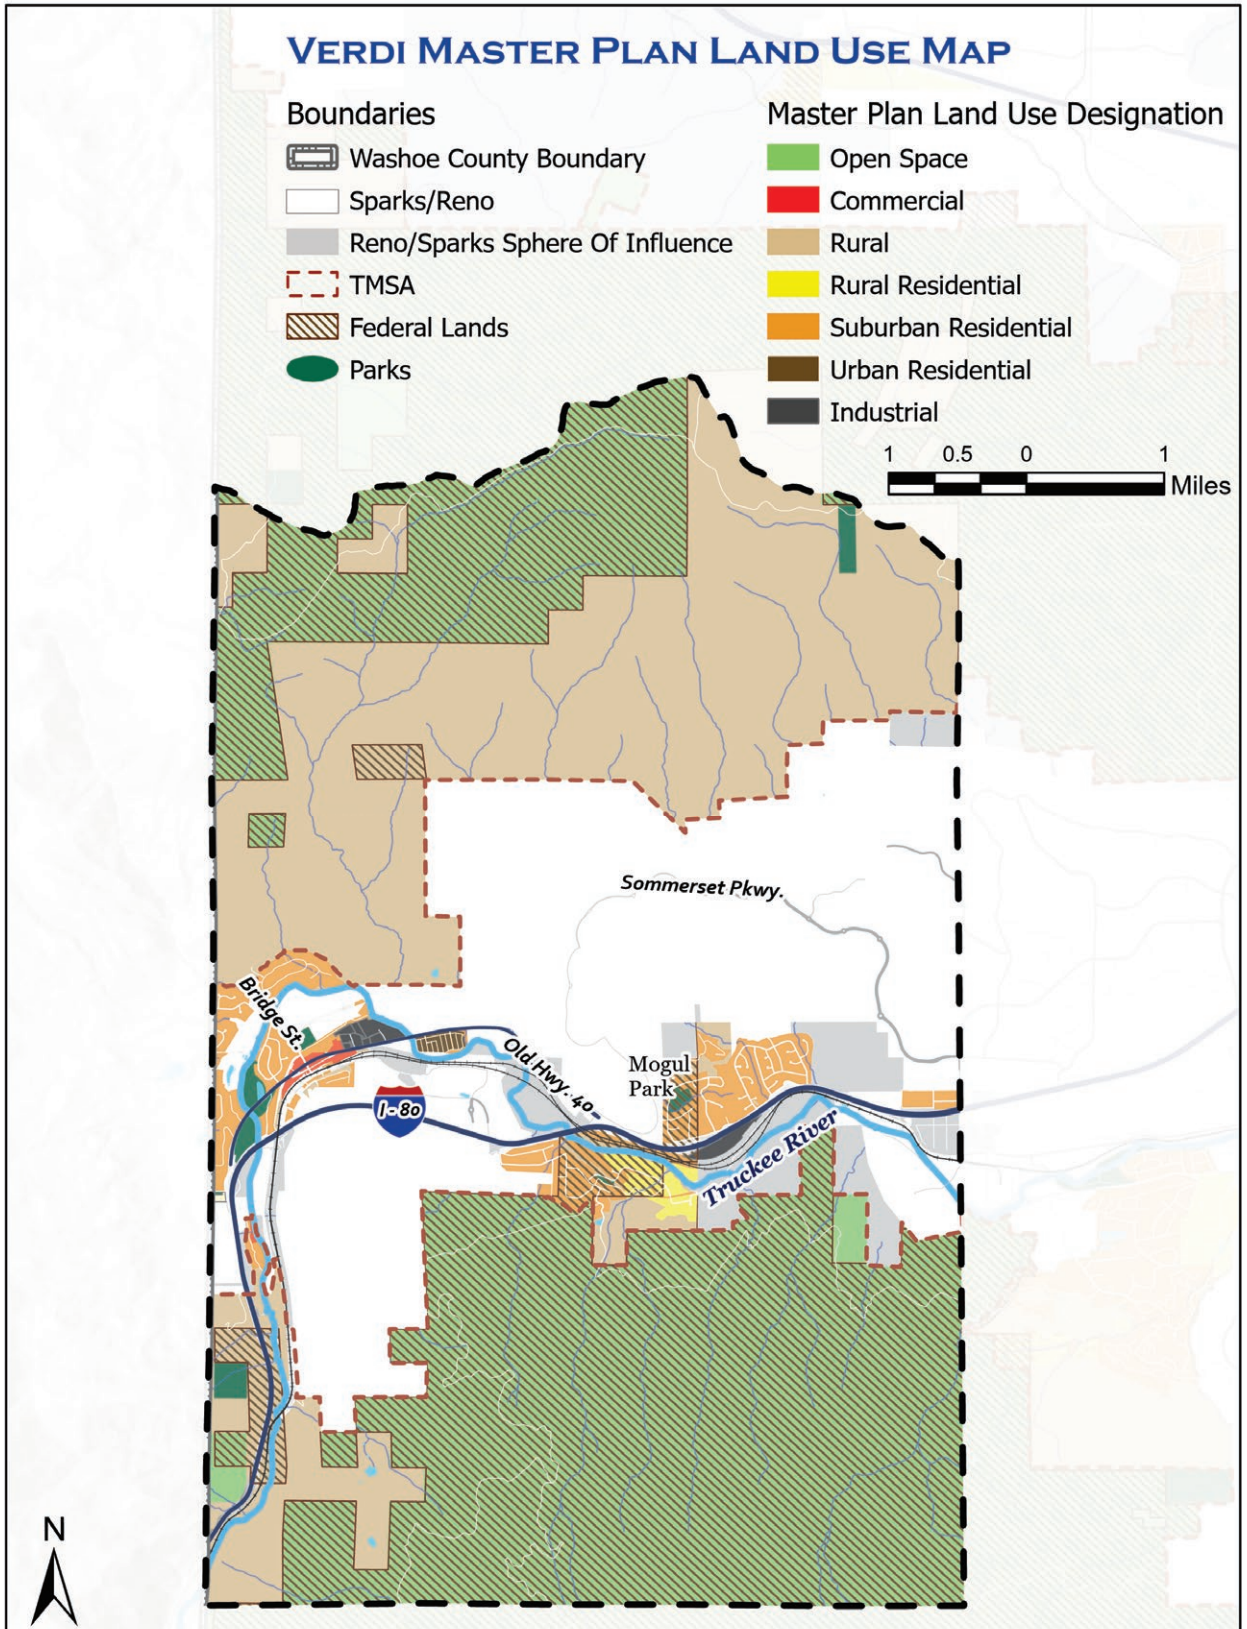 VERDI MASTER PLAN LAND USE MAP
Boundaries
Washoe County Boundary
Sparks/Reno
Reno/Sparks Sphere Of Influence
TMSA
Federal Lands
Parks
Master Plan Land Use Designation
Open Space
Commercial
Rural
Rural Residential
Suburban Residential
Urban Residential
Industrial
1 0.5 0 1
Miles
Sommerset Pkwy.
Bridge St.
Old Hwy. 40
Mogul
Park
I-80
Truckee River
N